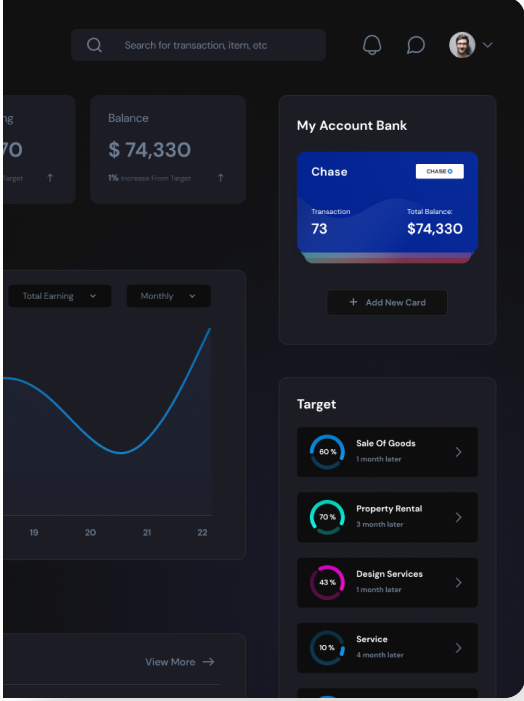 Search for transaction, item, etc
ng
70
Target
Balance
$ 74,330
1% Increase From Target
My Account Bank
Chase
CHASE
Transaction
73
Total Balance:
$74,330
+ Add New Card
Total Earning
Monthly
19
20
21
22
Target
60 %
Sale Of Goods
1 month later
70 %
Property Rental
3 month later
43 %
Design Services
1 month later
10 %
Service
4 month later
View More